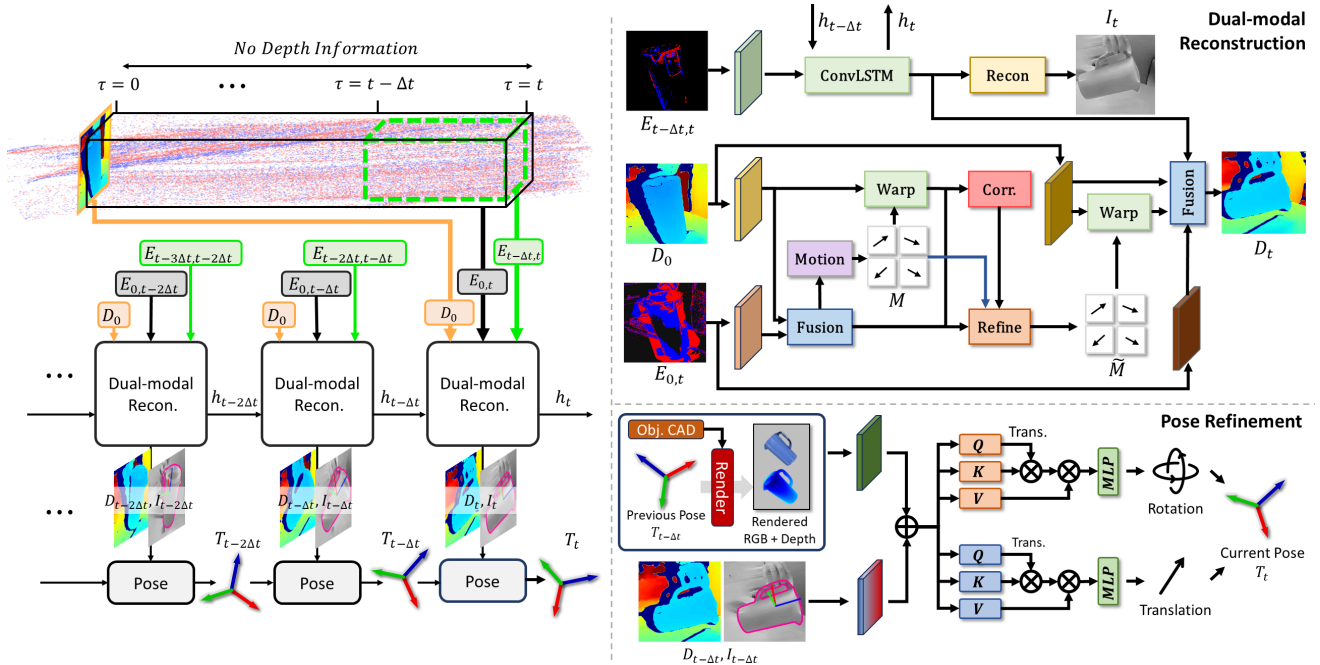 No Depth Information
τ = 0
•••
τ = t − Δt
τ = t
E_{t−3Δt,t−2Δt}
E_{t−2Δt,t−Δt}
E_{t−Δt,t}
E_{0,t−2Δt}
E_{0,t−Δt}
E_{0,t}
D_0
D_0
D_0
•••
Dual-modal
Recon.
h_{t−2Δt}
Dual-modal
Recon.
h_{t−Δt}
Dual-modal
Recon.
h_t
•••
D_{t−2Δt}, I_{t−2Δt}
D_{t−Δt}, I_{t−Δt}
D_t, I_t
T_{t−2Δt}
T_{t−Δt}
T_t
Pose
Pose
Pose
Dual-modal
Reconstruction
h_{t−Δt}
h_t
I_t
ConvLSTM
Recon
E_{t−Δt,t}
Warp
Corr.
Warp
Fusion
D_0
Motion
M
D_t
Fusion
Refine
M̃
E_{0,t}
Pose Refinement
Obj. CAD
Render
Previous Pose
T_{t−Δt}
Rendered
RGB + Depth
D_{t−Δt}, I_{t−Δt}
Q
K
V
Trans.
MLP
Rotation
Q
K
V
Trans.
MLP
Translation
Current Pose
T_t